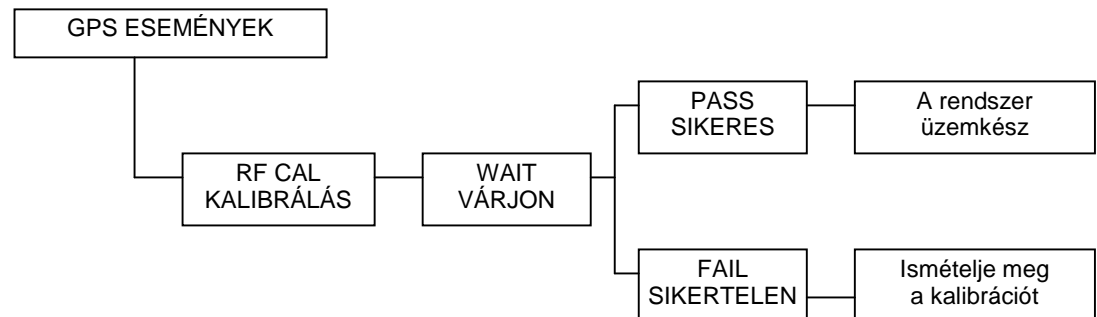 GPS ESEMÉNYEK
RF CAL
KALIBRÁLÁS
WAIT
VÁRJON
PASS
SIKERES
A rendszer
üzemkész
FAIL
SIKERTELEN
Ismételje meg
a kalibrációt